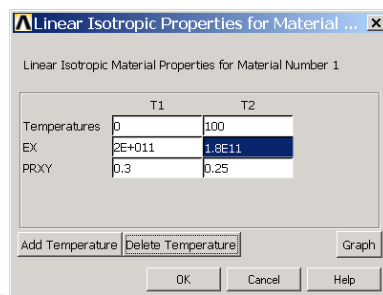 Linear Isotropic Properties for Material ... X
Linear Isotropic Material Properties for Material Number 1
T1 T2
Temperatures 0 100
EX 2E+011 1.8E11
PRXY 0.3 0.25
Add Temperature Delete Temperature Graph
OK Cancel Help